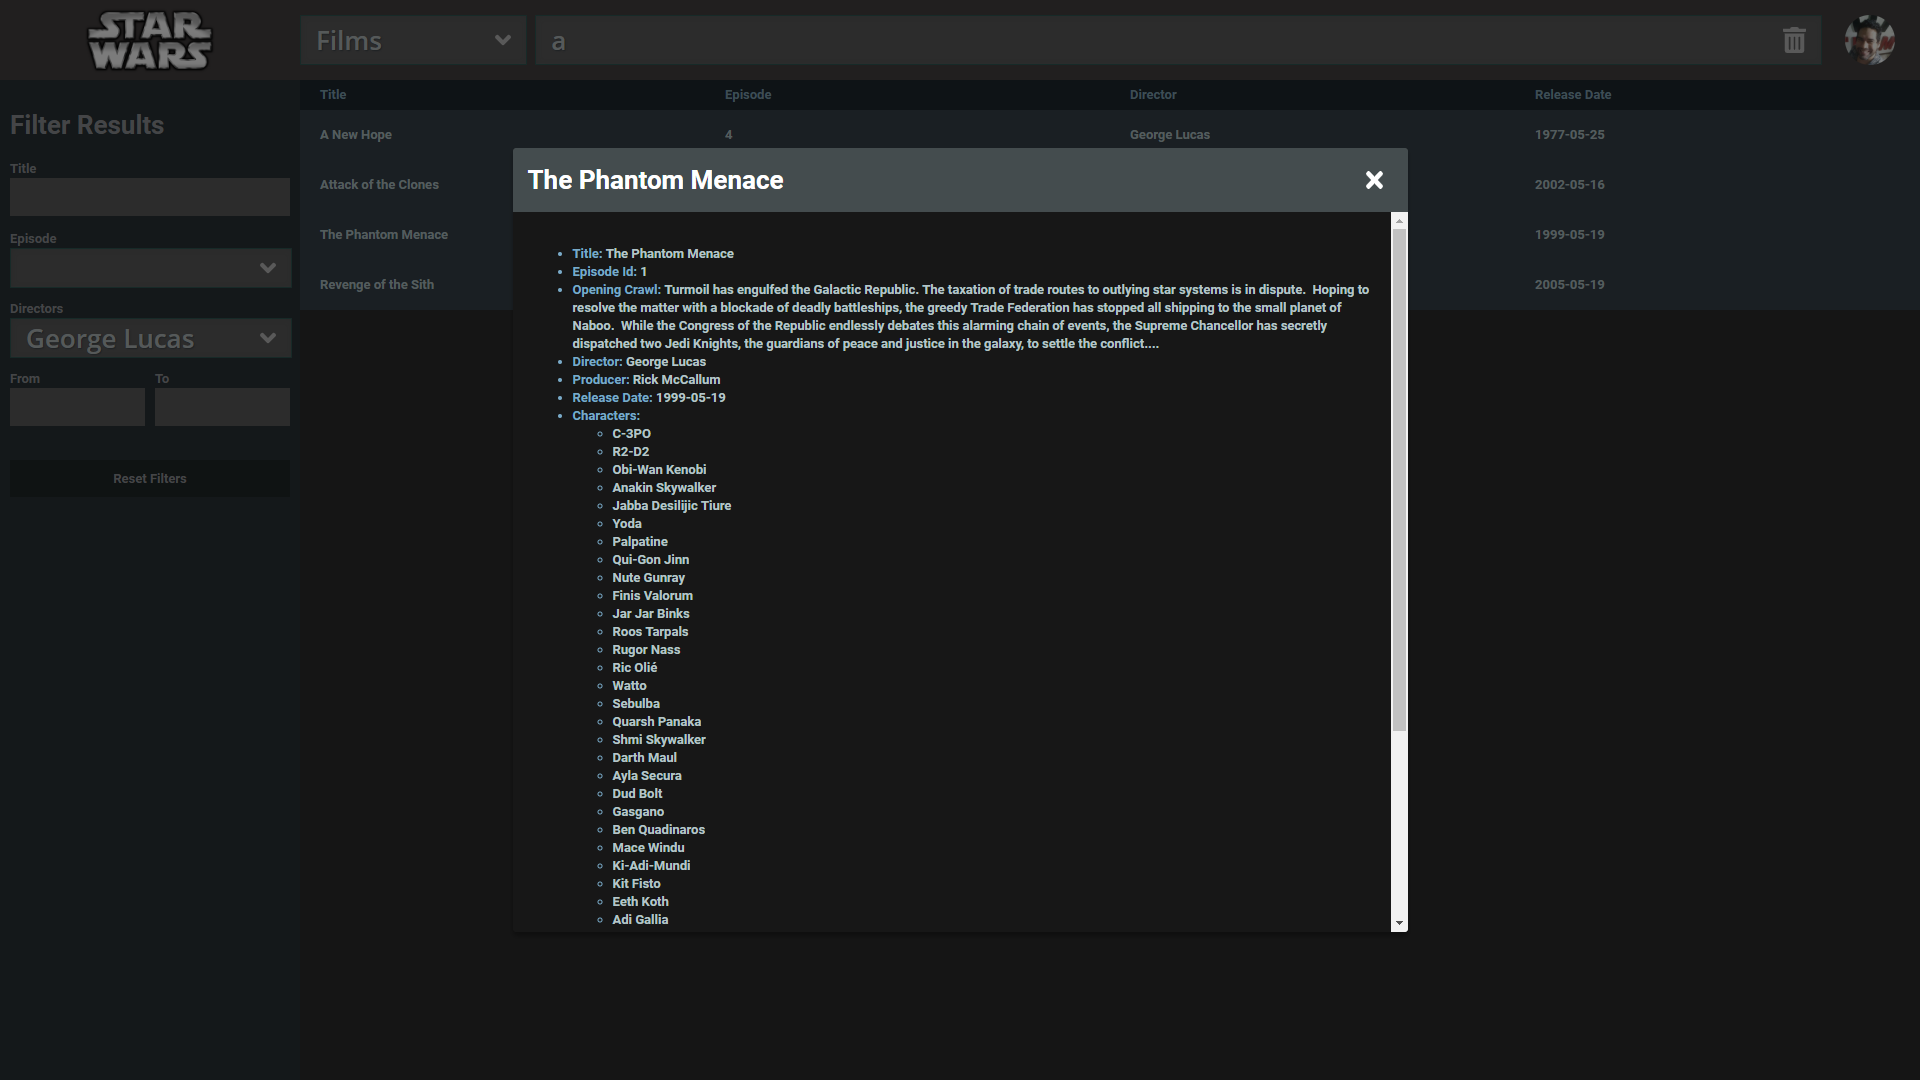 STAR
WARS
Films
a
Title Episode Director Release Date
Filter Results
A New Hope 4 George Lucas 1977-05-25
Title
Attack of the Clones 2002-05-16
The Phantom Menace 1999-05-19
Episode
Revenge of the Sith 2005-05-19
Directors
George Lucas
From To
Reset Filters
The Phantom Menace
Title: The Phantom Menace
Episode Id: 1
Opening Crawl: Turmoil has engulfed the Galactic Republic. The taxation of trade routes to outlying star systems is in dispute.  Hoping to
resolve the matter with a blockade of deadly battleships, the greedy Trade Federation has stopped all shipping to the small planet of
Naboo.  While the Congress of the Republic endlessly debates this alarming chain of events, the Supreme Chancellor has secretly
dispatched two Jedi Knights, the guardians of peace and justice in the galaxy, to settle the conflict....
Director: George Lucas
Producer: Rick McCallum
Release Date: 1999-05-19
Characters:
C-3PO
R2-D2
Obi-Wan Kenobi
Anakin Skywalker
Jabba Desilijic Tiure
Yoda
Palpatine
Qui-Gon Jinn
Nute Gunray
Finis Valorum
Jar Jar Binks
Roos Tarpals
Rugor Nass
Ric Olié
Watto
Sebulba
Quarsh Panaka
Shmi Skywalker
Darth Maul
Ayla Secura
Dud Bolt
Gasgano
Ben Quadinaros
Mace Windu
Ki-Adi-Mundi
Kit Fisto
Eeth Koth
Adi Gallia